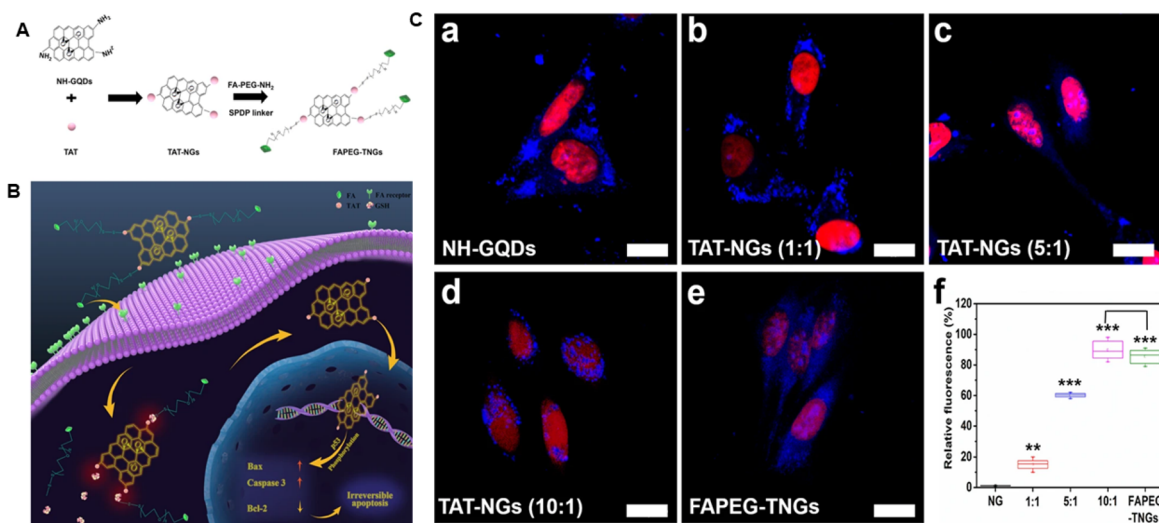 A
NH₂
NH₂
NH₂
NH-GQDs
+
TAT
TAT-NGs
FA-PEG-NH₂
SPDP linker
FAPEG-TNGs
B
FA
FA receptor
TAT
GSH
P53
Phosphorylation
Bax ↑
Caspase 3 ↑
Bcl-2 ↓
Irreversible
apoptosis
C
a
NH-GQDs
b
TAT-NGs (1:1)
c
TAT-NGs (5:1)
d
TAT-NGs (10:1)
e
FAPEG-TNGs
f
Relative fluorescence (%)
120
100
80
60
40
20
0
**
***
***
***
NG
1:1
5:1
10:1
FAPEG
-TNGs